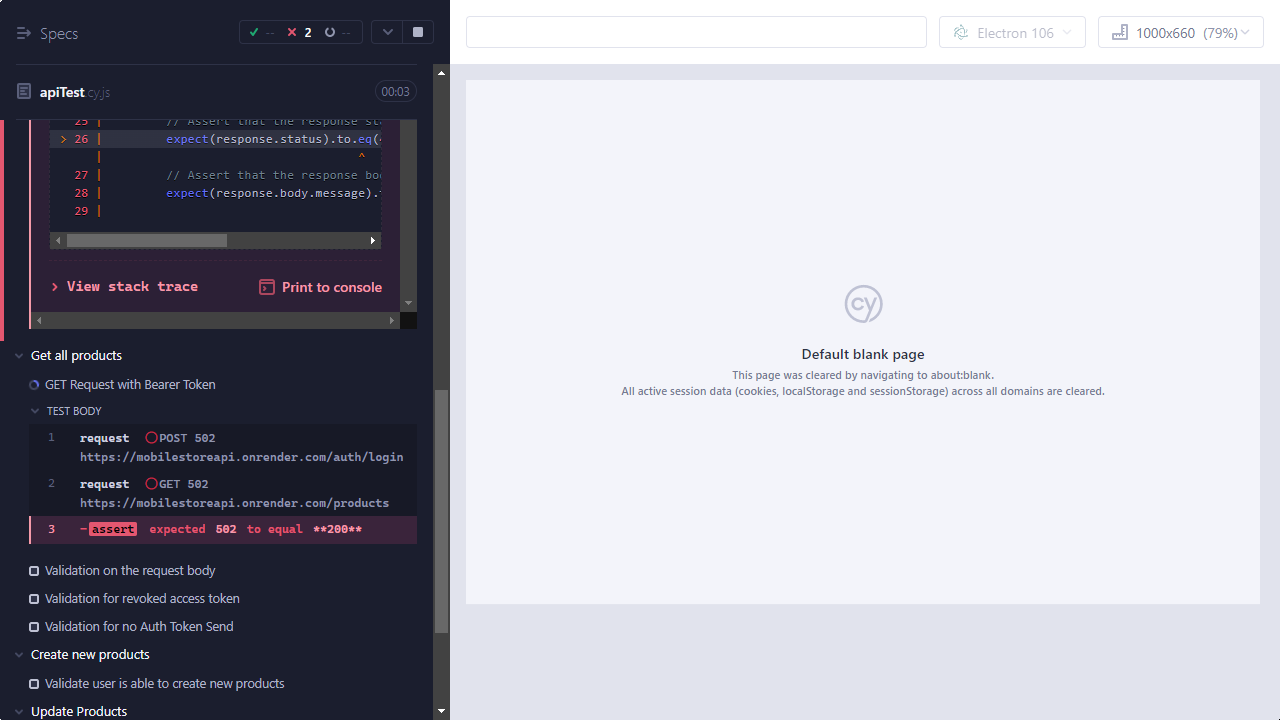 Specs
-- 2 --
Electron 106
1000x660 (79%)
apiTest.cy.js
00:03
25 | // Assert that the response sta
> 26 | expect(response.status).to.eq(
| ^
27 | // Assert that the response bo
28 | expect(response.body.message).
29 |
View stack trace
Print to console
Get all products
GET Request with Bearer Token
TEST BODY
1 request POST 502
https://mobilestoreapi.onrender.com/auth/login
2 request GET 502
https://mobilestoreapi.onrender.com/products
3 -assert expected 502 to equal **200**
Validation on the request body
Validation for revoked access token
Validation for no Auth Token Send
Create new products
Validate user is able to create new products
Update Products
cy
Default blank page
This page was cleared by navigating to about:blank.
All active session data (cookies, localStorage and sessionStorage) across all domains are cleared.